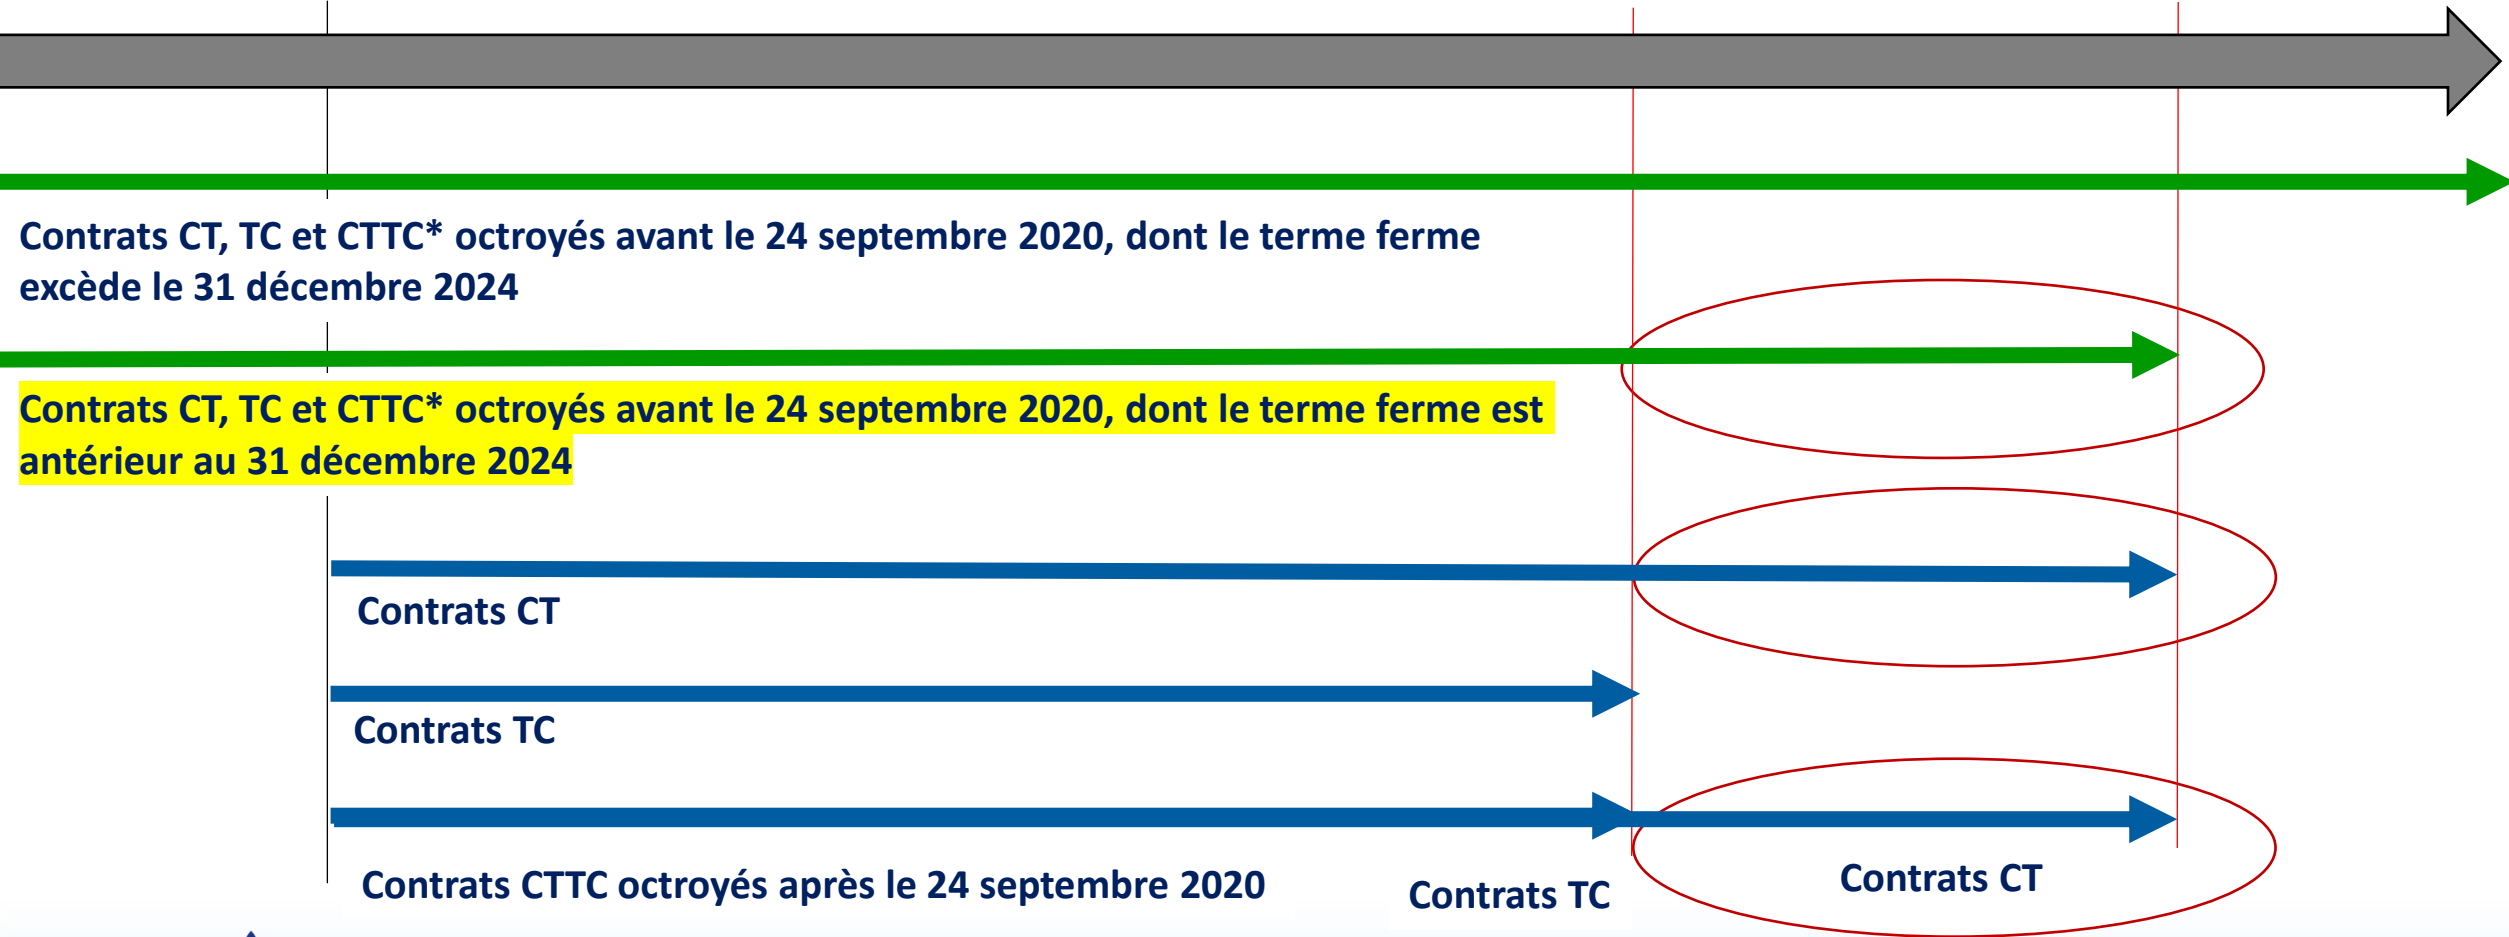 Contrats CT, TC et CTTC* octroyés avant le 24 septembre 2020, dont le terme ferme
excède le 31 décembre 2024
Contrats CT, TC et CTTC* octroyés avant le 24 septembre 2020, dont le terme ferme est
antérieur au 31 décembre 2024
Contrats CT
Contrats TC
Contrats CTTC octroyés après le 24 septembre 2020
Contrats TC
Contrats CT